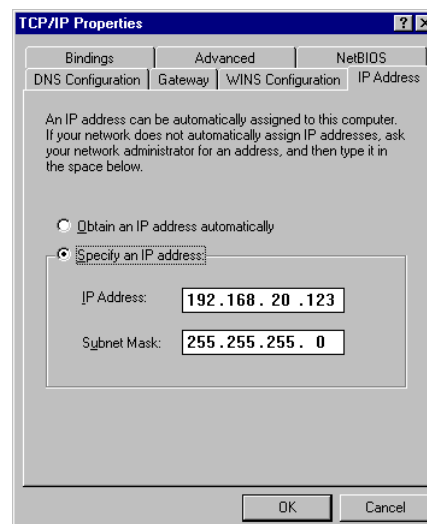 TCP/IP Properties ? x
Bindings Advanced NetBIOS
DNS Configuration Gateway WINS Configuration IP Address
An IP address can be automatically assigned to this computer.
If your network does not automatically assign IP addresses, ask
your network administrator for an address, and then type it in
the space below.
Obtain an IP address automatically
Specify an IP address:
IP Address: 192.168. 20 .123
Subnet Mask: 255.255.255. 0
OK Cancel